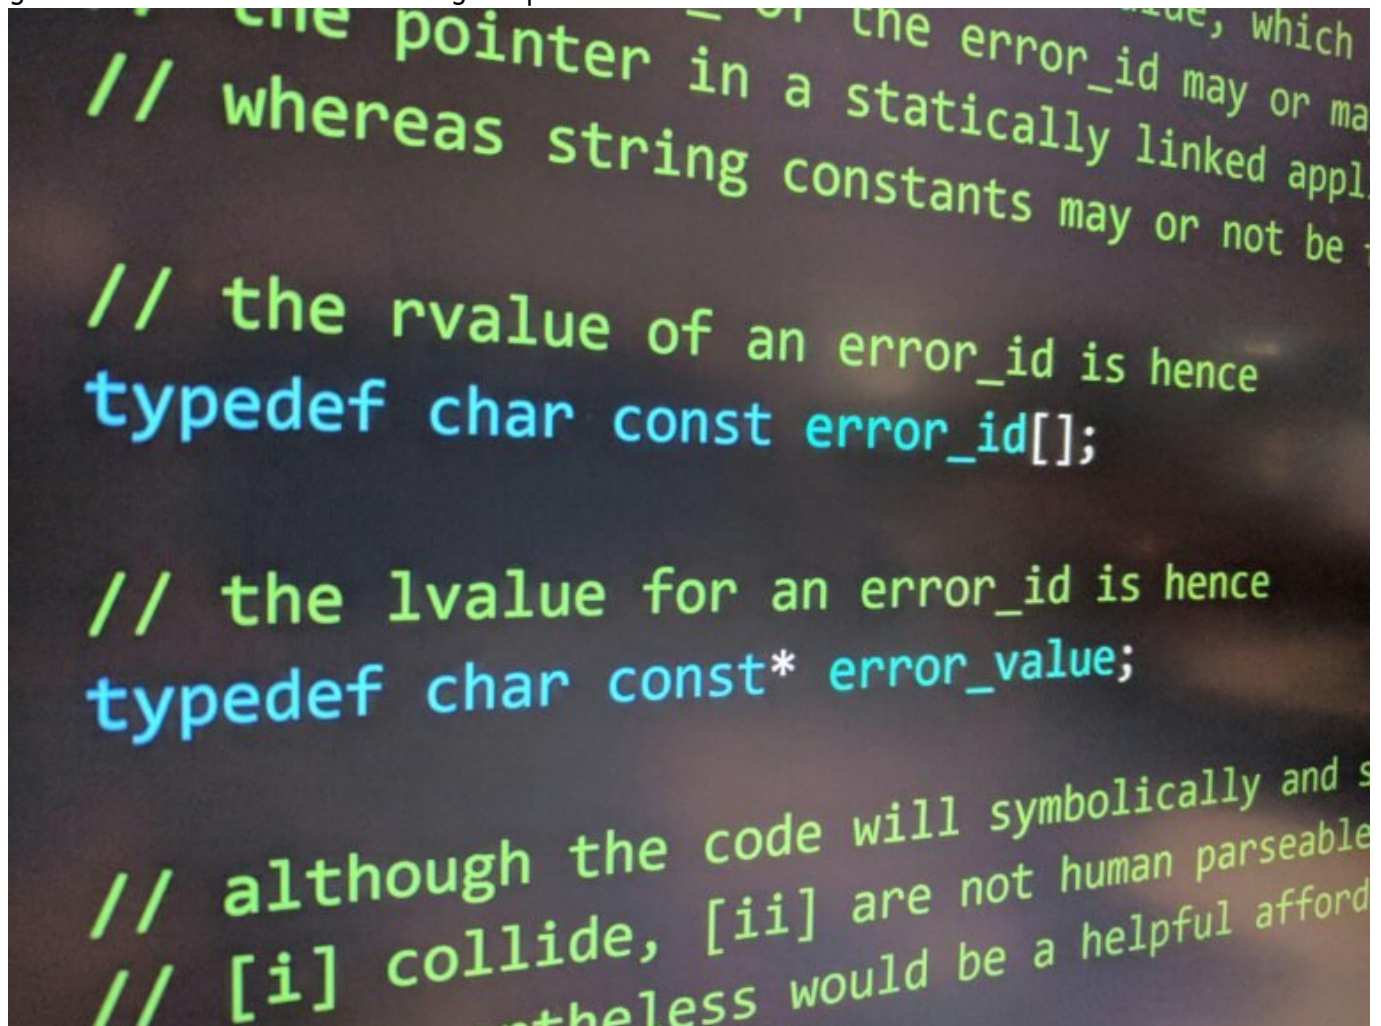 the pointer in a statically linked
// whereas string constants may or not be
// the rvalue of an error_id is hence
typedef char const error_id[];
// the lvalue for an error_id is hence
typedef char const* error_value;
// although the code will symbolically and
// [i] collide, [ii] are not human parseable
would be a helpful